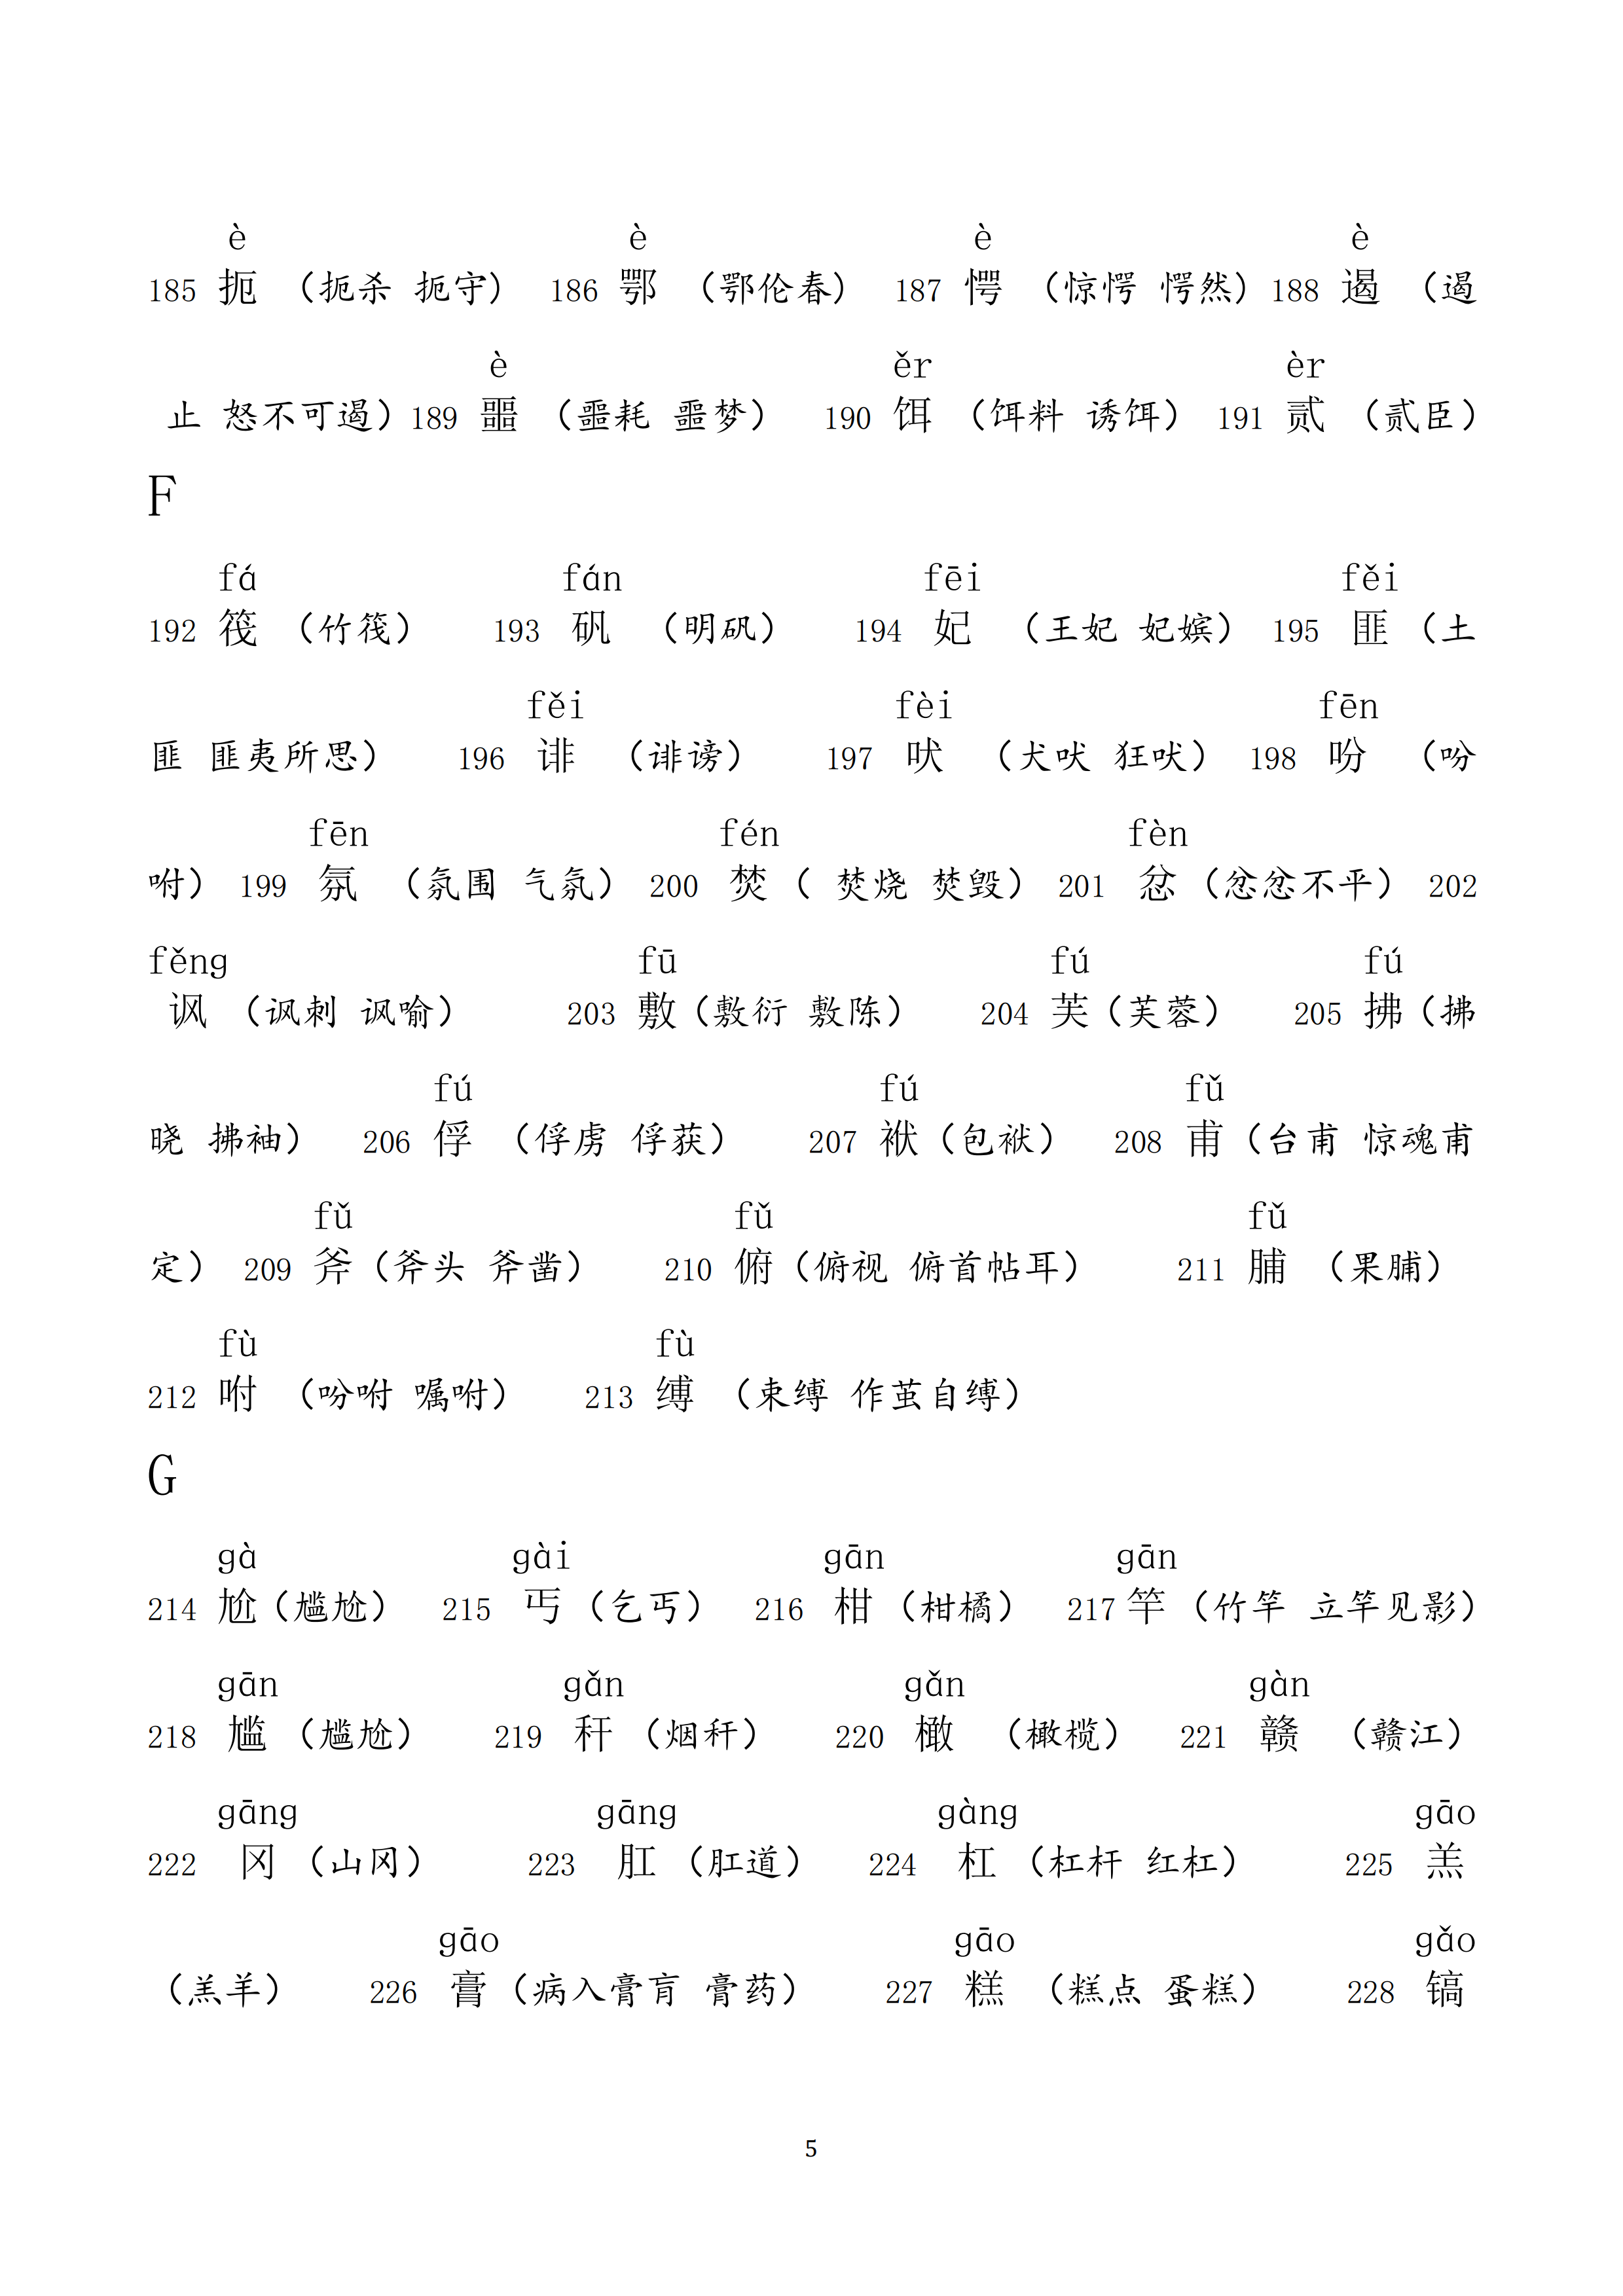 è è è è
185 扼 （扼杀 扼守） 186 鄂 （鄂伦春） 187 愕 （惊愕 愕然） 188 遏 （遏
è ěr èr
止 怒不可遏）189 噩 （噩耗 噩梦） 190 饵 （饵料 诱饵） 191 贰 （贰臣）
F
fá fán fēi fěi
192 筏 （竹筏） 193 矾 （明矾） 194 妃 （王妃 妃嫔） 195 匪 （土
fěi fèi fēn
匪 匪夷所思） 196 诽 （诽谤） 197 吠 （犬吠 狂吠） 198 吩 （吩
fēn fén fèn
咐） 199 氛 （氛围 气氛） 200 焚 （ 焚烧 焚毁） 201 忿 （忿忿不平） 202
fěng fū fú fú
讽 （讽刺 讽喻） 203 敷（敷衍 敷陈） 204 芙（芙蓉） 205 拂（拂
fú fú fǔ
晓 拂袖） 206 俘 （俘虏 俘获） 207 袱（包袱） 208 甫（台甫 惊魂甫
fǔ fǔ fǔ
定） 209 斧（斧头 斧凿） 210 俯（俯视 俯首帖耳） 211 脯 （果脯）
fù fù
212 咐 （吩咐 嘱咐） 213 缚 （束缚 作茧自缚）
G
gà gài gān gān
214 尬（尴尬） 215 丐（乞丐） 216 柑（柑橘） 217 竿（竹竿 立竿见影）
gān gǎn gǎn gàn
218 尴（尴尬） 219 秆（烟秆） 220 橄 （橄榄） 221 赣 （赣江）
gāng gāng gàng gāo
222 冈（山冈） 223 肛（肛道） 224 杠（杠杆 红杠） 225 羔
gāo gāo gǎo
（羔羊） 226 膏（病入膏肓 膏药） 227 糕 （糕点 蛋糕） 228 镐
5